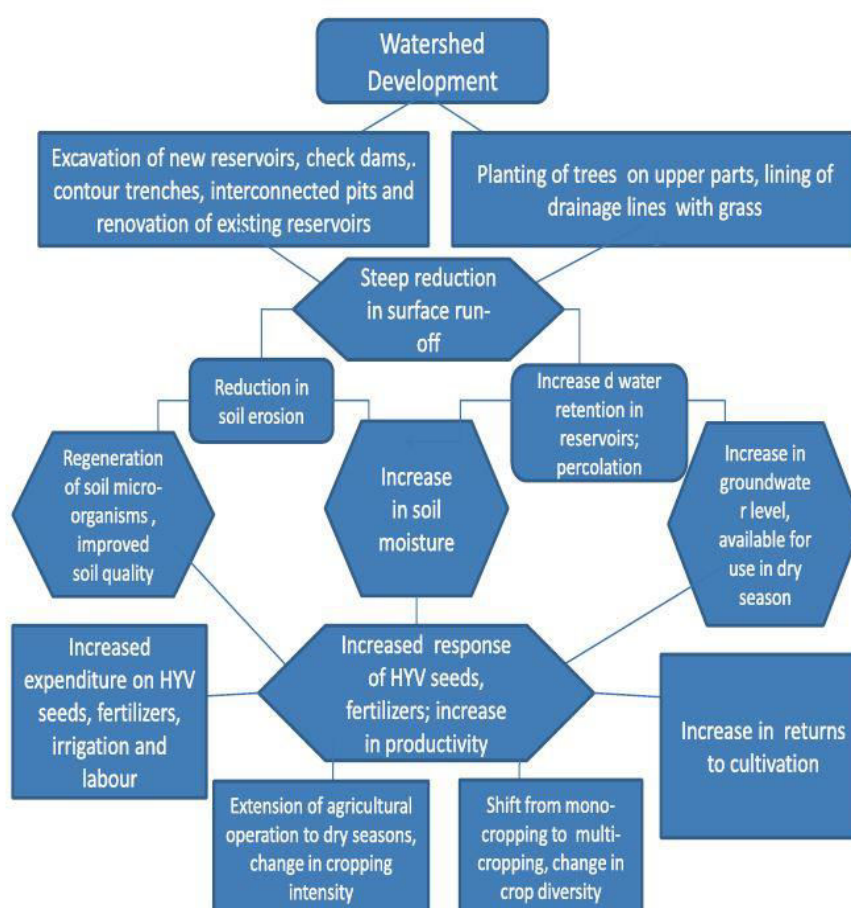 Watershed
Development
Excavation of new reservoirs, check dams,.
contour trenches, interconnected pits and
renovation of existing reservoirs
Planting of trees on upper parts, lining of
drainage lines with grass
Steep reduction
in surface run-
off
Reduction in
soil erosion
Increase d water
retention in
reservoirs;
percolation
Regeneration
of soil micro-
organisms ,
improved
soil quality
Increase
in soil
moisture
Increase in
groundwate
r level,
available for
use in dry
season
Increased
expenditure on HYV
seeds, fertilizers,
irrigation and
labour
Increased response
of HYV seeds,
fertilizers; increase
in productivity
Increase in returns
to cultivation
Extension of agricultural
operation to dry seasons,
change in cropping
intensity
Shift from mono-
cropping to multi-
cropping, change in
crop diversity